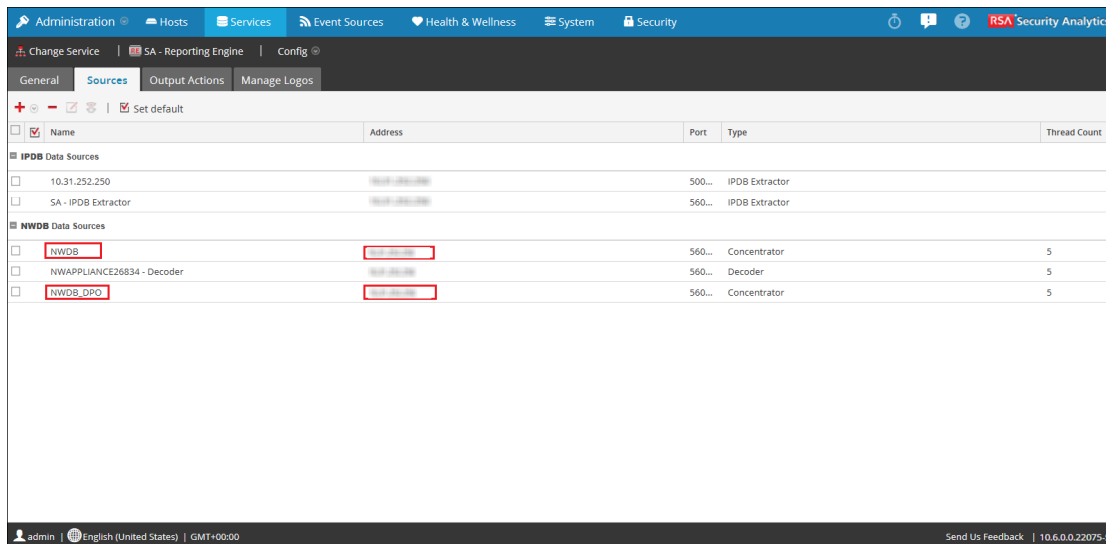 Administration Hosts Services Event Sources Health & Wellness System Security RSA Security Analytics
Change Service | RE SA - Reporting Engine | Config
General Sources Output Actions Manage Logos
Set default
Name Address Port Type Thread Count
IPDB Data Sources
10.31.252.250 500... IPDB Extractor
SA - IPDB Extractor 560... IPDB Extractor
NWDB Data Sources
NWDB 560... Concentrator 5
NWAPPLIANCE26834 - Decoder 560... Decoder 5
NWDB_DPO 560... Concentrator 5
admin | English (United States) | GMT+00:00 Send Us Feedback | 10.6.0.0.22075-